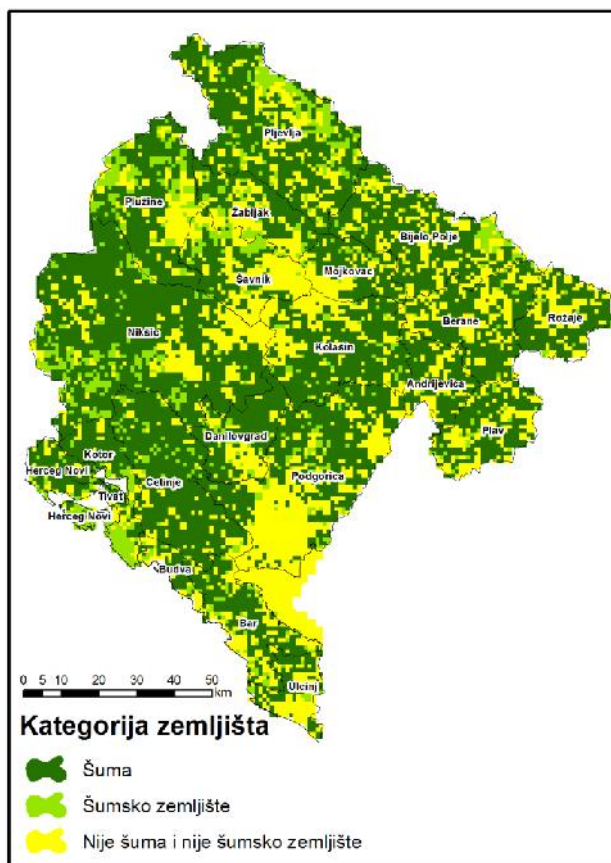 Pljevlja
Plužine
Žabljak
Bijelo Polje
Šavnik
Mojkovac
Nikšić
Kolašin
Berane
Rožaje
Andrijevica
Danilovgrad
Plav
Kotor
Herceg Novi
Cetinje
Podgorica
Tivat
Herceg Novi
Budva
Bar
Ulcinj
0 5 10 20 30 40 50
km
Kategorija zemljišta
Šuma
Šumsko zemljište
Nije šuma i nije šumsko zemljište